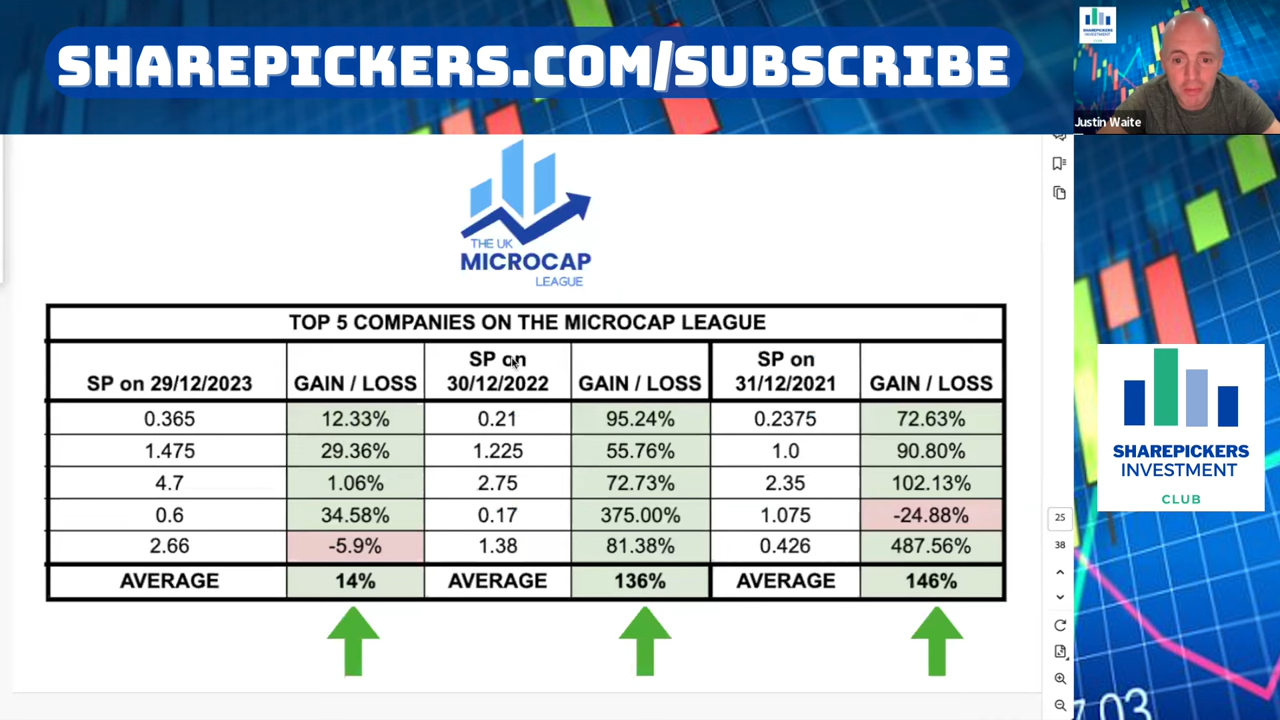 SHAREPICKERS.COM/SUBSCRIBE
Justin Waite
THE UK
MICROCAP
LEAGUE
TOP 5 COMPANIES ON THE MICROCAP LEAGUE
SP on 29/12/2023 GAIN / LOSS SP on 30/12/2022 GAIN / LOSS SP on 31/12/2021 GAIN / LOSS
0.365 12.33% 0.21 95.24% 0.2375 72.63%
1.475 29.36% 1.225 55.76% 1.0 90.80%
4.7 1.06% 2.75 72.73% 2.35 102.13%
0.6 34.58% 0.17 375.00% 1.075 -24.88%
2.66 -5.9% 1.38 81.38% 0.426 487.56%
AVERAGE 14% AVERAGE 136% AVERAGE 146%
25
38
SHAREPICKERS
INVESTMENT
CLUB